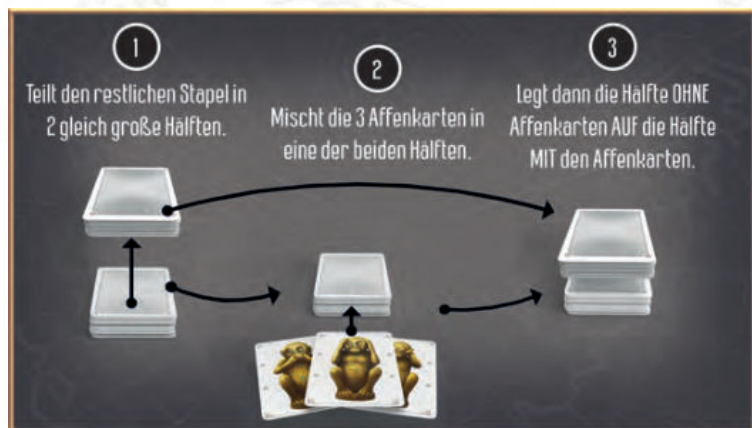 1
Teilt den restlichen Stapel in
2 gleich große Hälften.
2
Mischt die 3 Affenkarten in
eine der beiden Hälften.
3
Legt dann die Hälfte OHNE
Affenkarten AUF die Hälfte
MIT den Affenkarten.